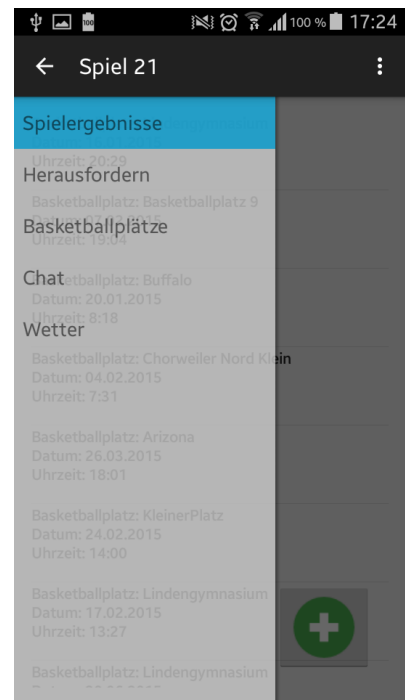 100
100 %
17:24
Spiel 21
Spielergebnisse
Uhrzeit: 20:29
Herausfordern
Basketballplatz: Basketballplatz 9
Basketballplätze
Uhrzeit: 19:04
Chat
Basketballplatz: Buffalo
Datum: 20.01.2015
Uhrzeit: 8:18
Wetter
Basketballplatz: Chorweiler Nord Klein
Datum: 04.02.2015
Uhrzeit: 7:31
Basketballplatz: Arizona
Datum: 26.03.2015
Uhrzeit: 18:01
Basketballplatz: KleinerPlatz
Datum: 24.02.2015
Uhrzeit: 14:00
Basketballplatz: Lindengymnasium
Datum: 17.02.2015
Uhrzeit: 13:27
Basketballplatz: Lindengymnasium